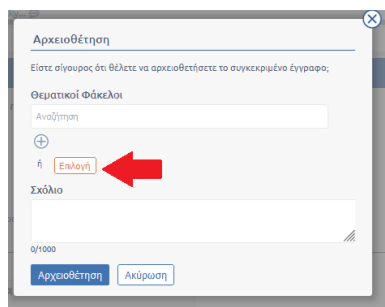 Αρχειοθέτηση
Είστε σίγουρος ότι θέλετε να αρχειοθετήσετε το συγκεκριμένο έγγραφο;
Θεματικοί Φάκελοι
Αναζήτηση
ή Επιλογή
Σχόλιο
0/1000
Αρχειοθέτηση Ακύρωση